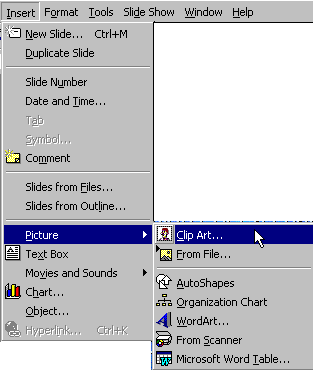 Insert Format Tools Slide Show Window Help
New Slide... Ctrl+M
Duplicate Slide
Slide Number
Date and Time...
Tab
Symbol...
Comment
Slides from Files...
Slides from Outline...
Picture
Text Box
Movies and Sounds
Chart...
Object...
Hyperlink... Ctrl+K
Clip Art...
From File...
AutoShapes
Organization Chart
WordArt...
From Scanner
Microsoft Word Table...